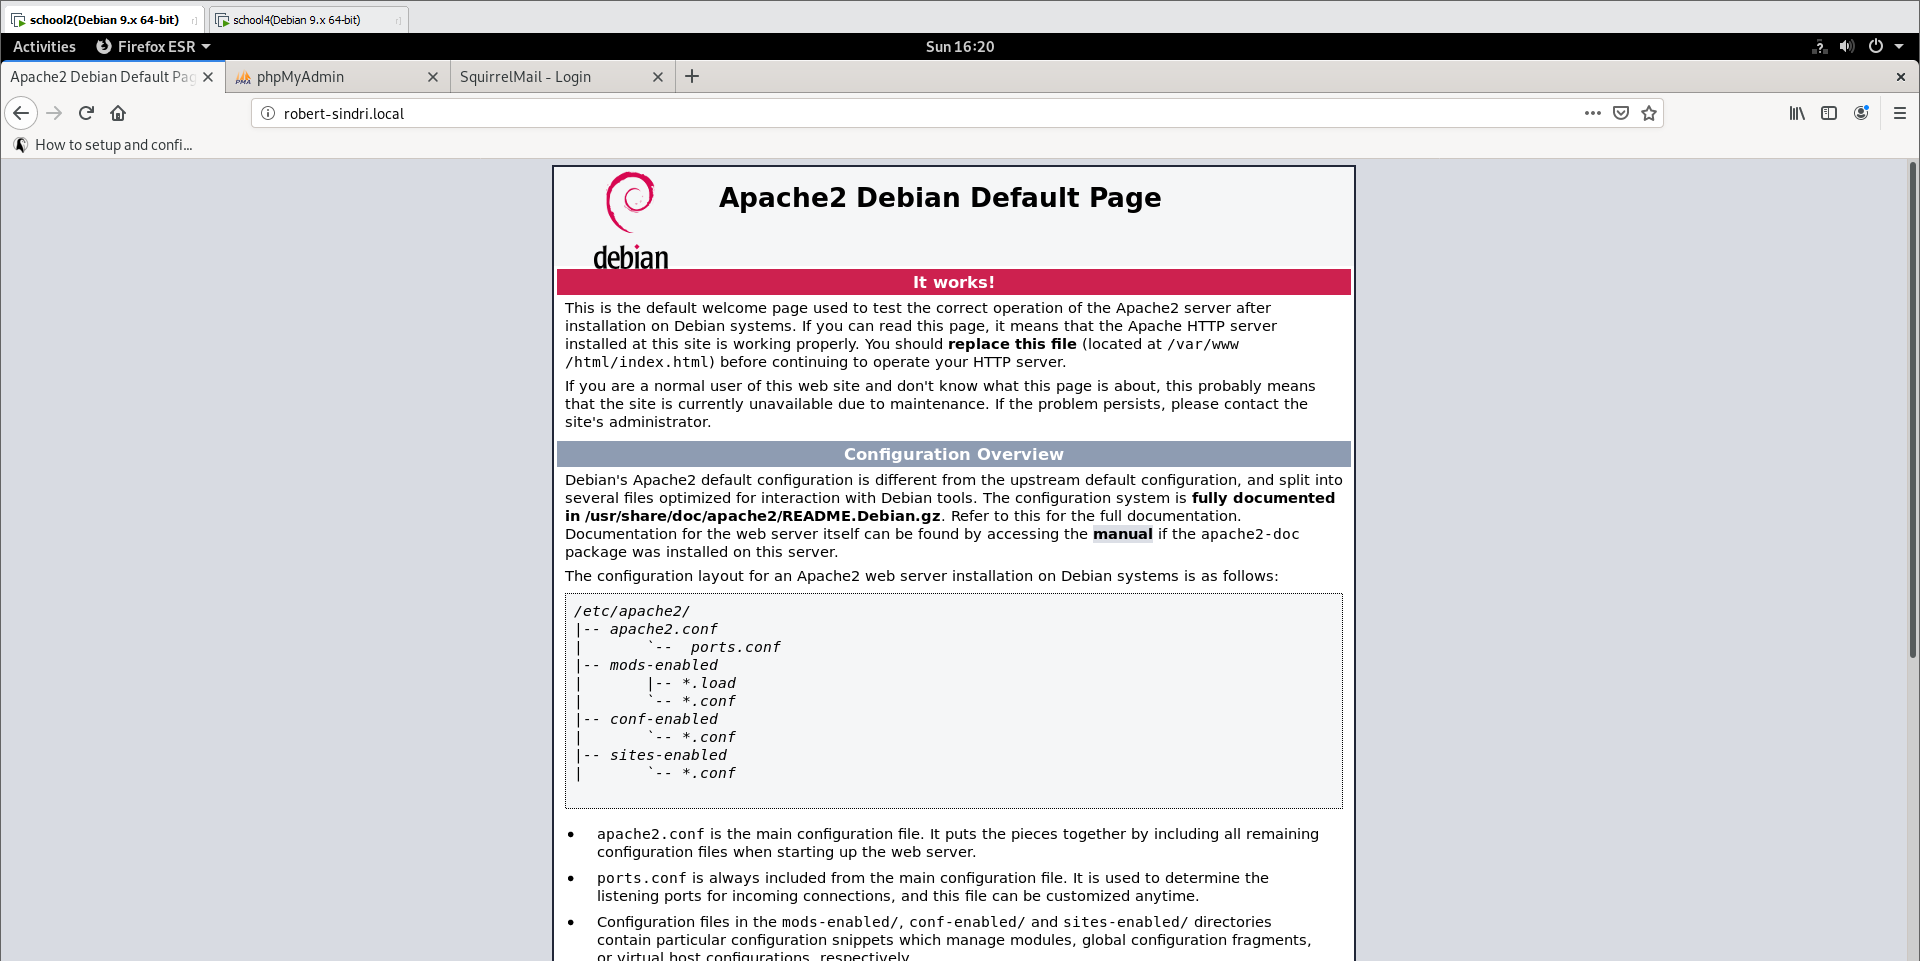 school2(Debian 9.x 64-bit)
school4(Debian 9.x 64-bit)
Activities
Firefox ESR
Sun 16:20
Apache2 Debian Default Pag
phpMyAdmin
SquirrelMail - Login
robert-sindri.local
How to setup and confi...
debian
Apache2 Debian Default Page
It works!
This is the default welcome page used to test the correct operation of the Apache2 server after
installation on Debian systems. If you can read this page, it means that the Apache HTTP server
installed at this site is working properly. You should replace this file (located at /var/www
/html/index.html) before continuing to operate your HTTP server.
If you are a normal user of this web site and don't know what this page is about, this probably means
that the site is currently unavailable due to maintenance. If the problem persists, please contact the
site's administrator.
Configuration Overview
Debian's Apache2 default configuration is different from the upstream default configuration, and split into
several files optimized for interaction with Debian tools. The configuration system is fully documented
in /usr/share/doc/apache2/README.Debian.gz. Refer to this for the full documentation.
Documentation for the web server itself can be found by accessing the manual if the apache2-doc
package was installed on this server.
The configuration layout for an Apache2 web server installation on Debian systems is as follows:
/etc/apache2/
|-- apache2.conf
|       `--  ports.conf
|-- mods-enabled
|       |-- *.load
|       `-- *.conf
|-- conf-enabled
|       `-- *.conf
|-- sites-enabled
|       `-- *.conf
• apache2.conf is the main configuration file. It puts the pieces together by including all remaining
configuration files when starting up the web server.
• ports.conf is always included from the main configuration file. It is used to determine the
listening ports for incoming connections, and this file can be customized anytime.
• Configuration files in the mods-enabled/, conf-enabled/ and sites-enabled/ directories
contain particular configuration snippets which manage modules, global configuration fragments,
or virtual host configurations, respectively.